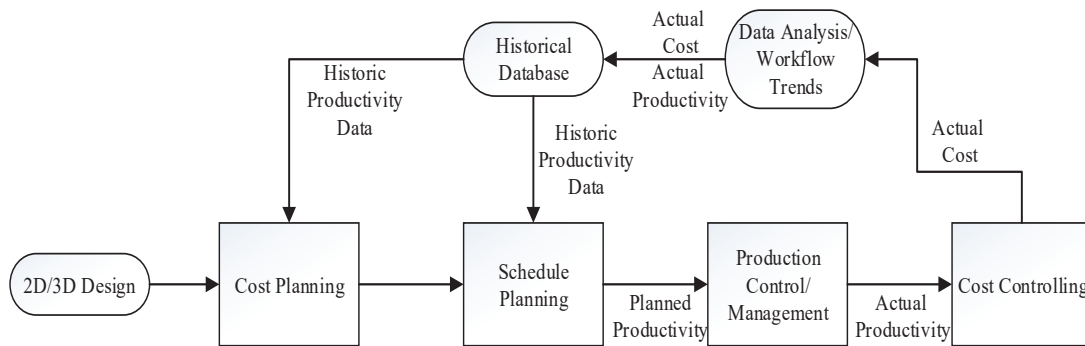 Historical
Database
Actual
Cost
Actual
Productivity
Data Analysis/
Workflow
Trends
Historic
Productivity
Data
Historic
Productivity
Data
Actual
Cost
2D/3D Design
Cost Planning
Schedule
Planning
Planned
Productivity
Production
Control/
Management
Actual
Productivity
Cost Controlling